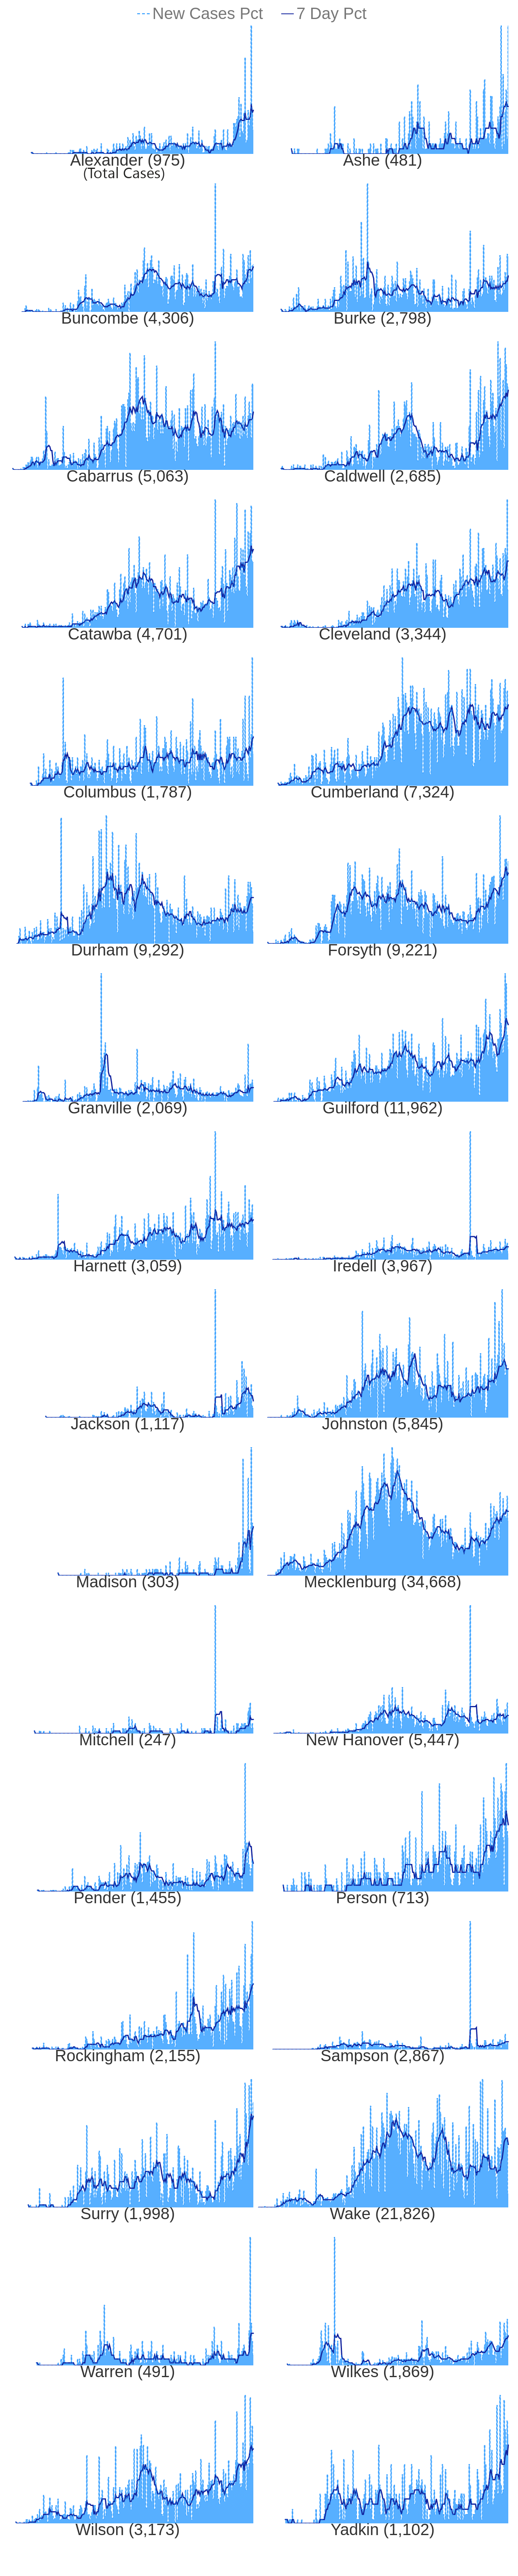 New Cases Pct 7 Day Pct
Alexander (975) Ashe (481)
(Total Cases)
Buncombe (4,306) Burke (2,798)
Cabarrus (5,063) Caldwell (2,685)
Catawba (4,701) Cleveland (3,344)
Columbus (1,787) Cumberland (7,324)
Durham (9,292) Forsyth (9,221)
Granville (2,069) Guilford (11,962)
Harnett (3,059) Iredell (3,967)
Jackson (1,117) Johnston (5,845)
Madison (303) Mecklenburg (34,668)
Mitchell (247) New Hanover (5,447)
Pender (1,455) Person (713)
Rockingham (2,155) Sampson (2,867)
Surry (1,998) Wake (21,826)
Warren (491) Wilkes (1,869)
Wilson (3,173) Yadkin (1,102)